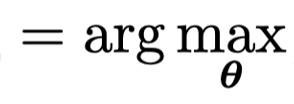 = arg max
θ